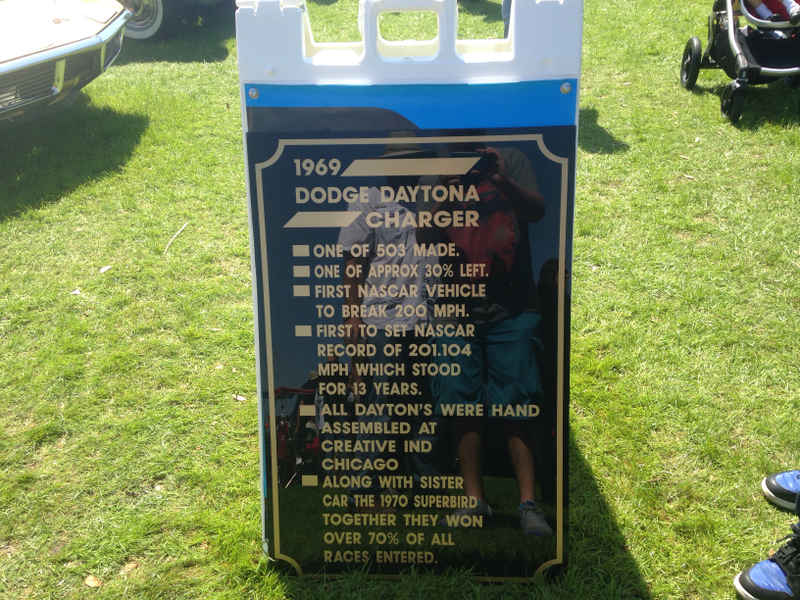 1969
DODGE DAYTONA
CHARGER
ONE OF 503 MADE.
ONE OF APPROX 30% LEFT.
FIRST NASCAR VEHICLE
TO BREAK 200 MPH.
FIRST TO SET NASCAR
RECORD OF 201.104
MPH WHICH STOOD
FOR 13 YEARS.
ALL DAYTON'S WERE HAND
ASSEMBLED AT
CREATIVE IND
CHICAGO
ALONG WITH SISTER
CAR THE 1970 SUPERBIRD
TOGETHER THEY WON
OVER 70% OF ALL
RACES ENTERED.